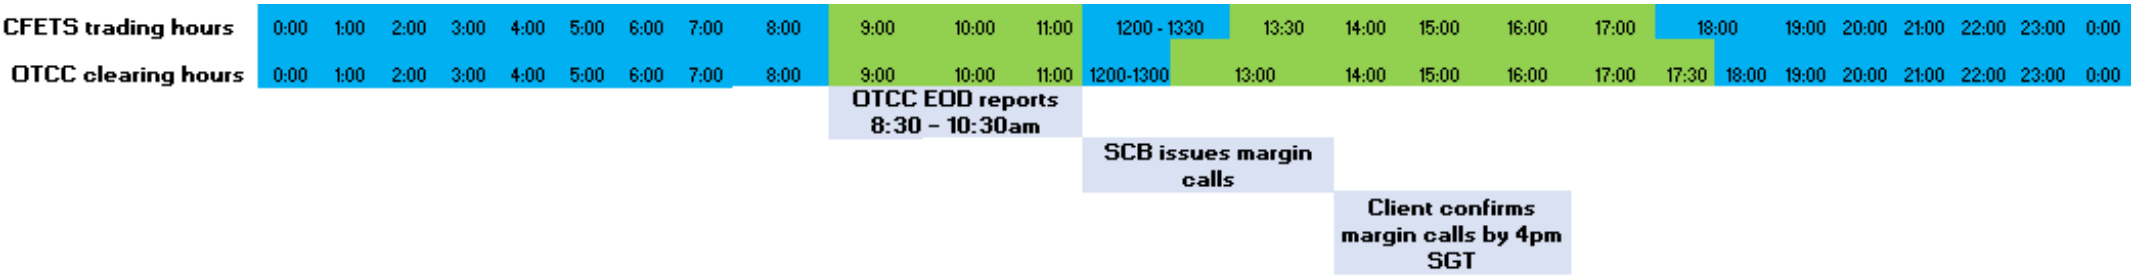 CFETS trading hours 0:00 1:00 2:00 3:00 4:00 5:00 6:00 7:00 8:00 9:00 10:00 11:00 1200 - 1330 13:30 14:00 15:00 16:00 17:00 18:00 19:00 20:00 21:00 22:00 23:00 0:00
OTCC clearing hours 0:00 1:00 2:00 3:00 4:00 5:00 6:00 7:00 8:00 9:00 10:00 11:00 1200-1300 13:00 14:00 15:00 16:00 17:00 17:30 18:00 19:00 20:00 21:00 22:00 23:00 0:00
OTCC EOD reports
8:30 - 10:30am
SCB issues margin
calls
Client confirms
margin calls by 4pm
SGT